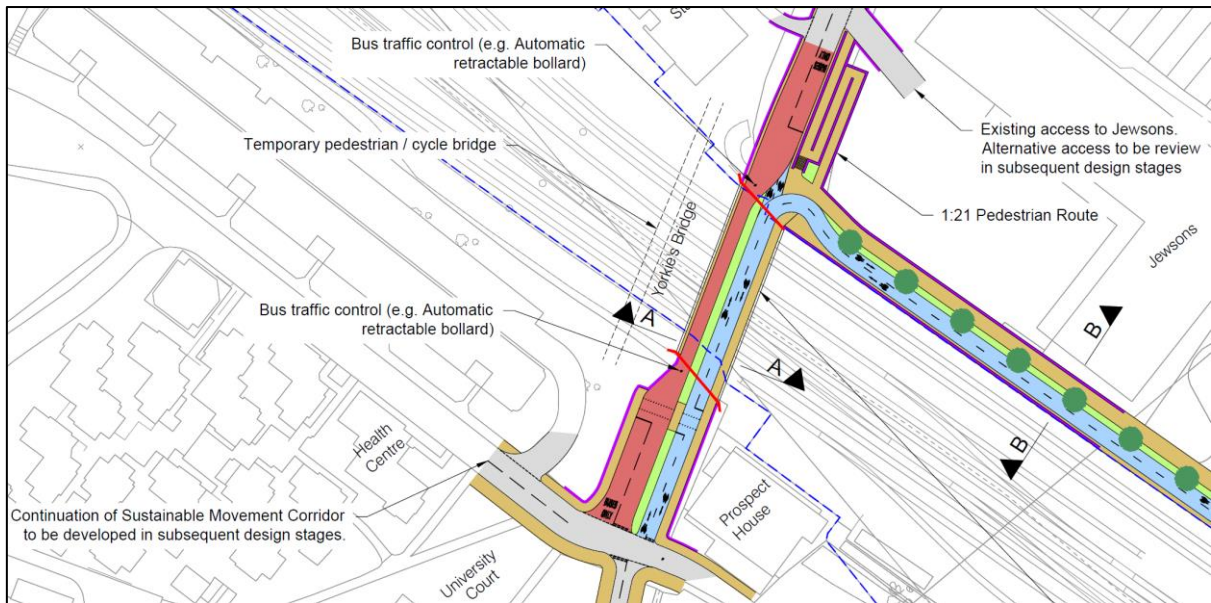 Bus traffic control (e.g. Automatic
retractable bollard)
Temporary pedestrian / cycle bridge
Yorkie's Bridge
Existing access to Jewsons.
Alternative access to be review
in subsequent design stages
1:21 Pedestrian Route
Jewsons
Bus traffic control (e.g. Automatic
retractable bollard)
A
A
B
B
Health
Centre
Continuation of Sustainable Movement Corridor
to be developed in subsequent design stages.
University
Court
Prospect
House